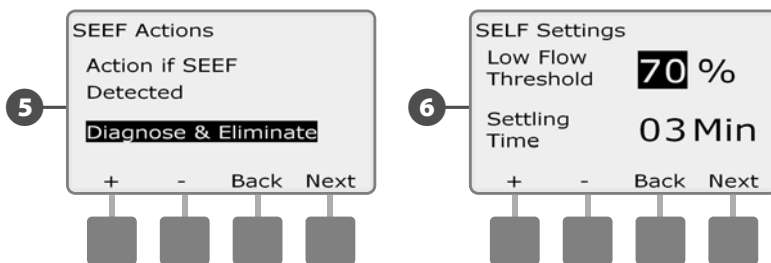 5
SEEF Actions
Action if SEEF
Detected
Diagnose & Eliminate
+ - Back Next
6
SELF Settings
Low Flow
Threshold
70 %
Settling
Time
03 Min
+ - Back Next